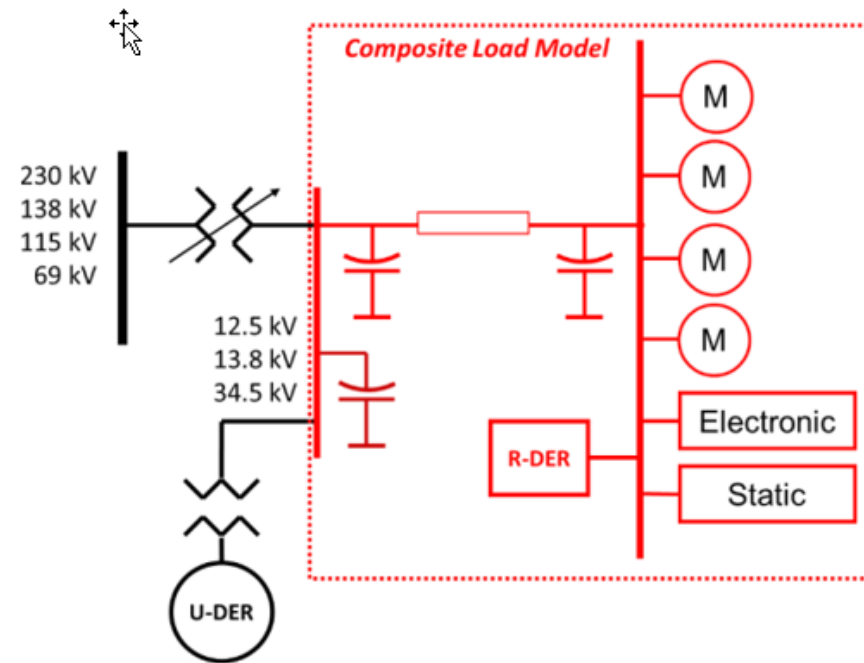 Composite Load Model
230 kV
138 kV
115 kV
69 kV
12.5 kV
13.8 kV
34.5 kV
M
M
M
M
Electronic
Static
R-DER
U-DER